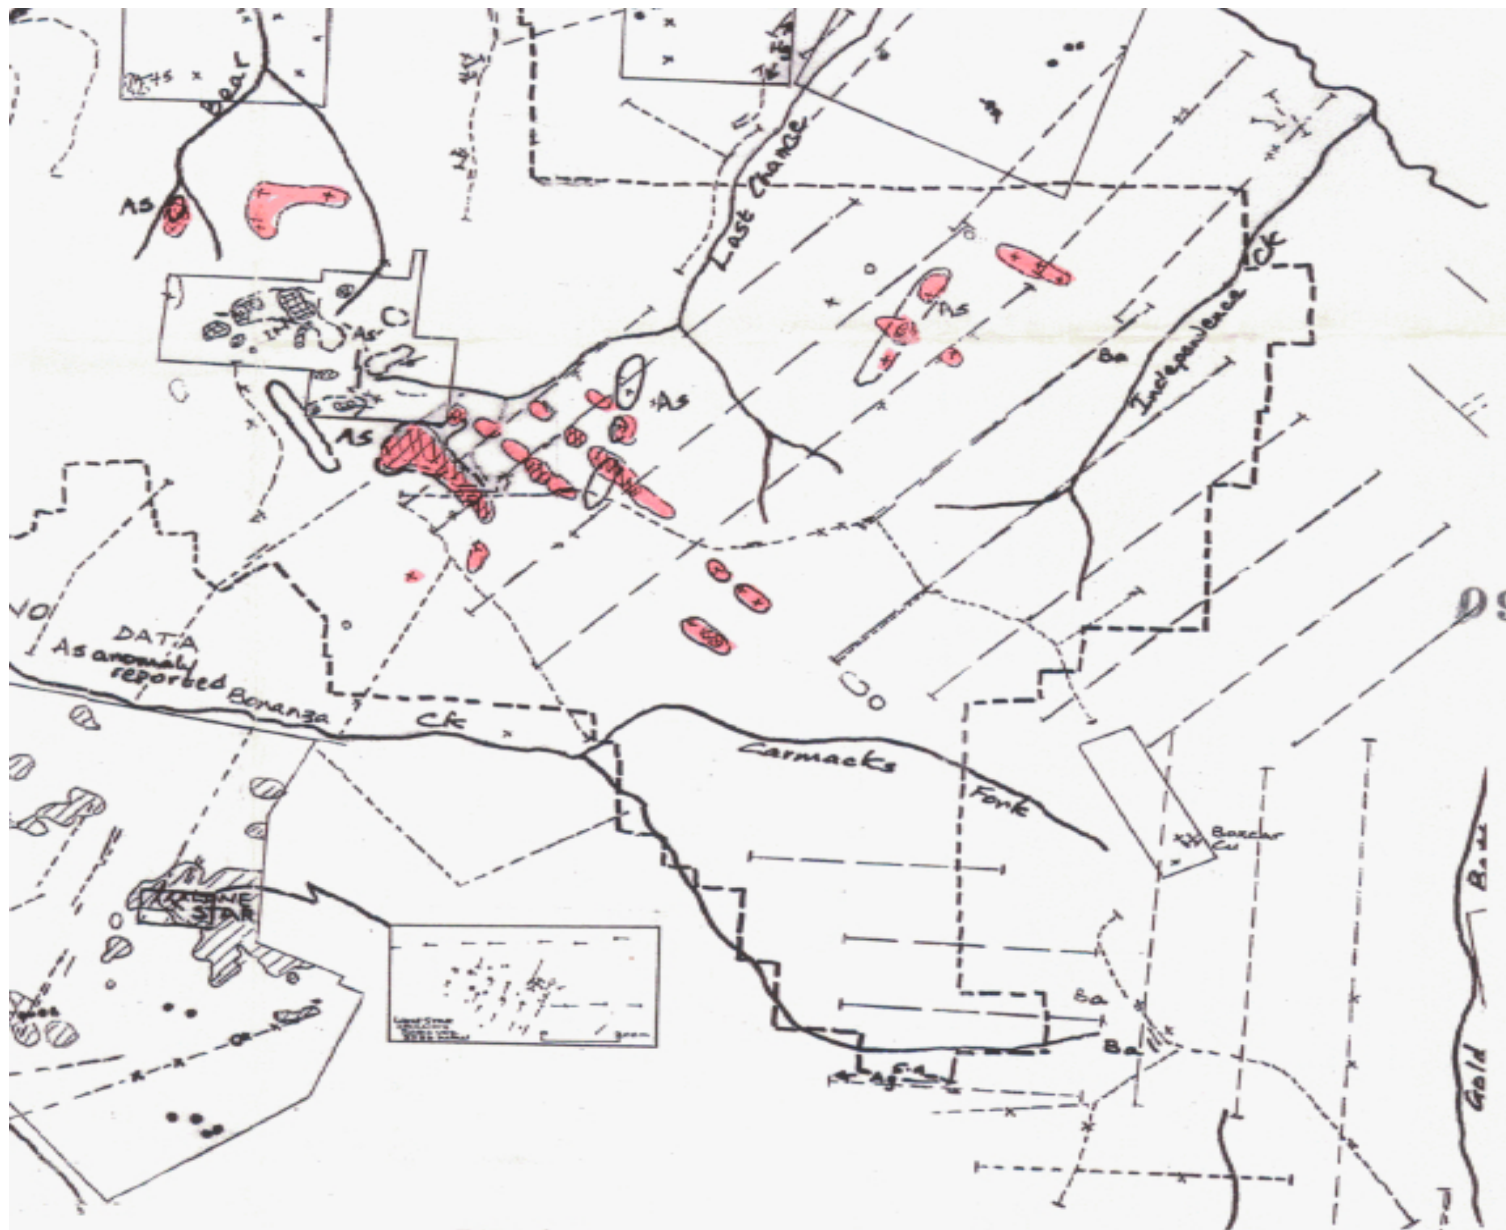 Bear
As
Last Chance
As
Independence
Ck
Ba
As
As
As
NO
DATA
As anomaly
reported
Bonanza
Ck
Carmacks
Fork
Boxcar
Cu
LONE
STAR
Ba
Ba
Ag
Gold